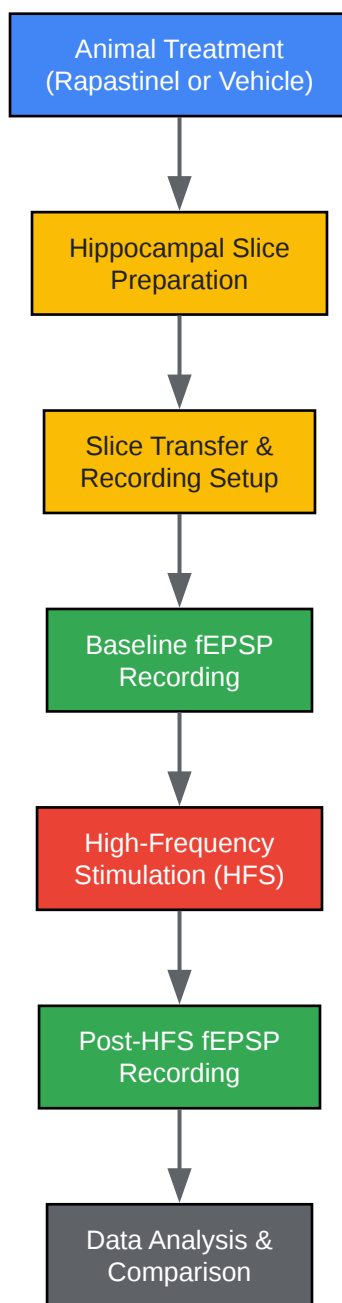 Animal Treatment
(Rapastinel or Vehicle)
Hippocampal Slice
Preparation
Slice Transfer &
Recording Setup
Baseline fEPSP
Recording
High-Frequency
Stimulation (HFS)
Post-HFS fEPSP
Recording
Data Analysis &
Comparison